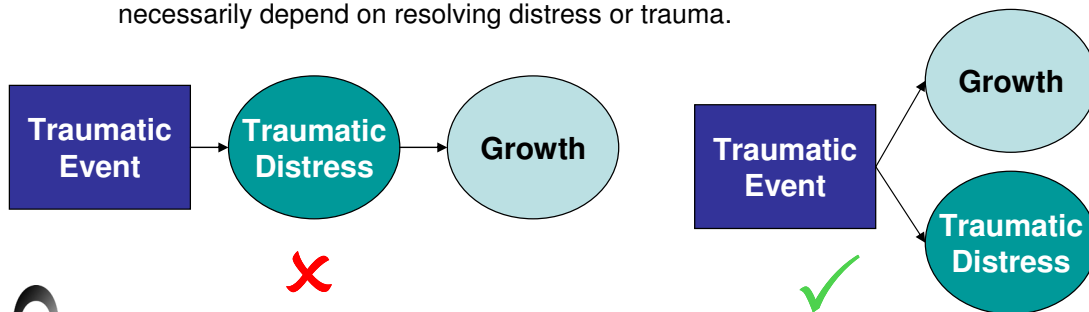 necessarily depend on resolving distress or trauma.
Traumatic
Event
Traumatic
Distress
Growth
Traumatic
Event
Growth
Traumatic
Distress